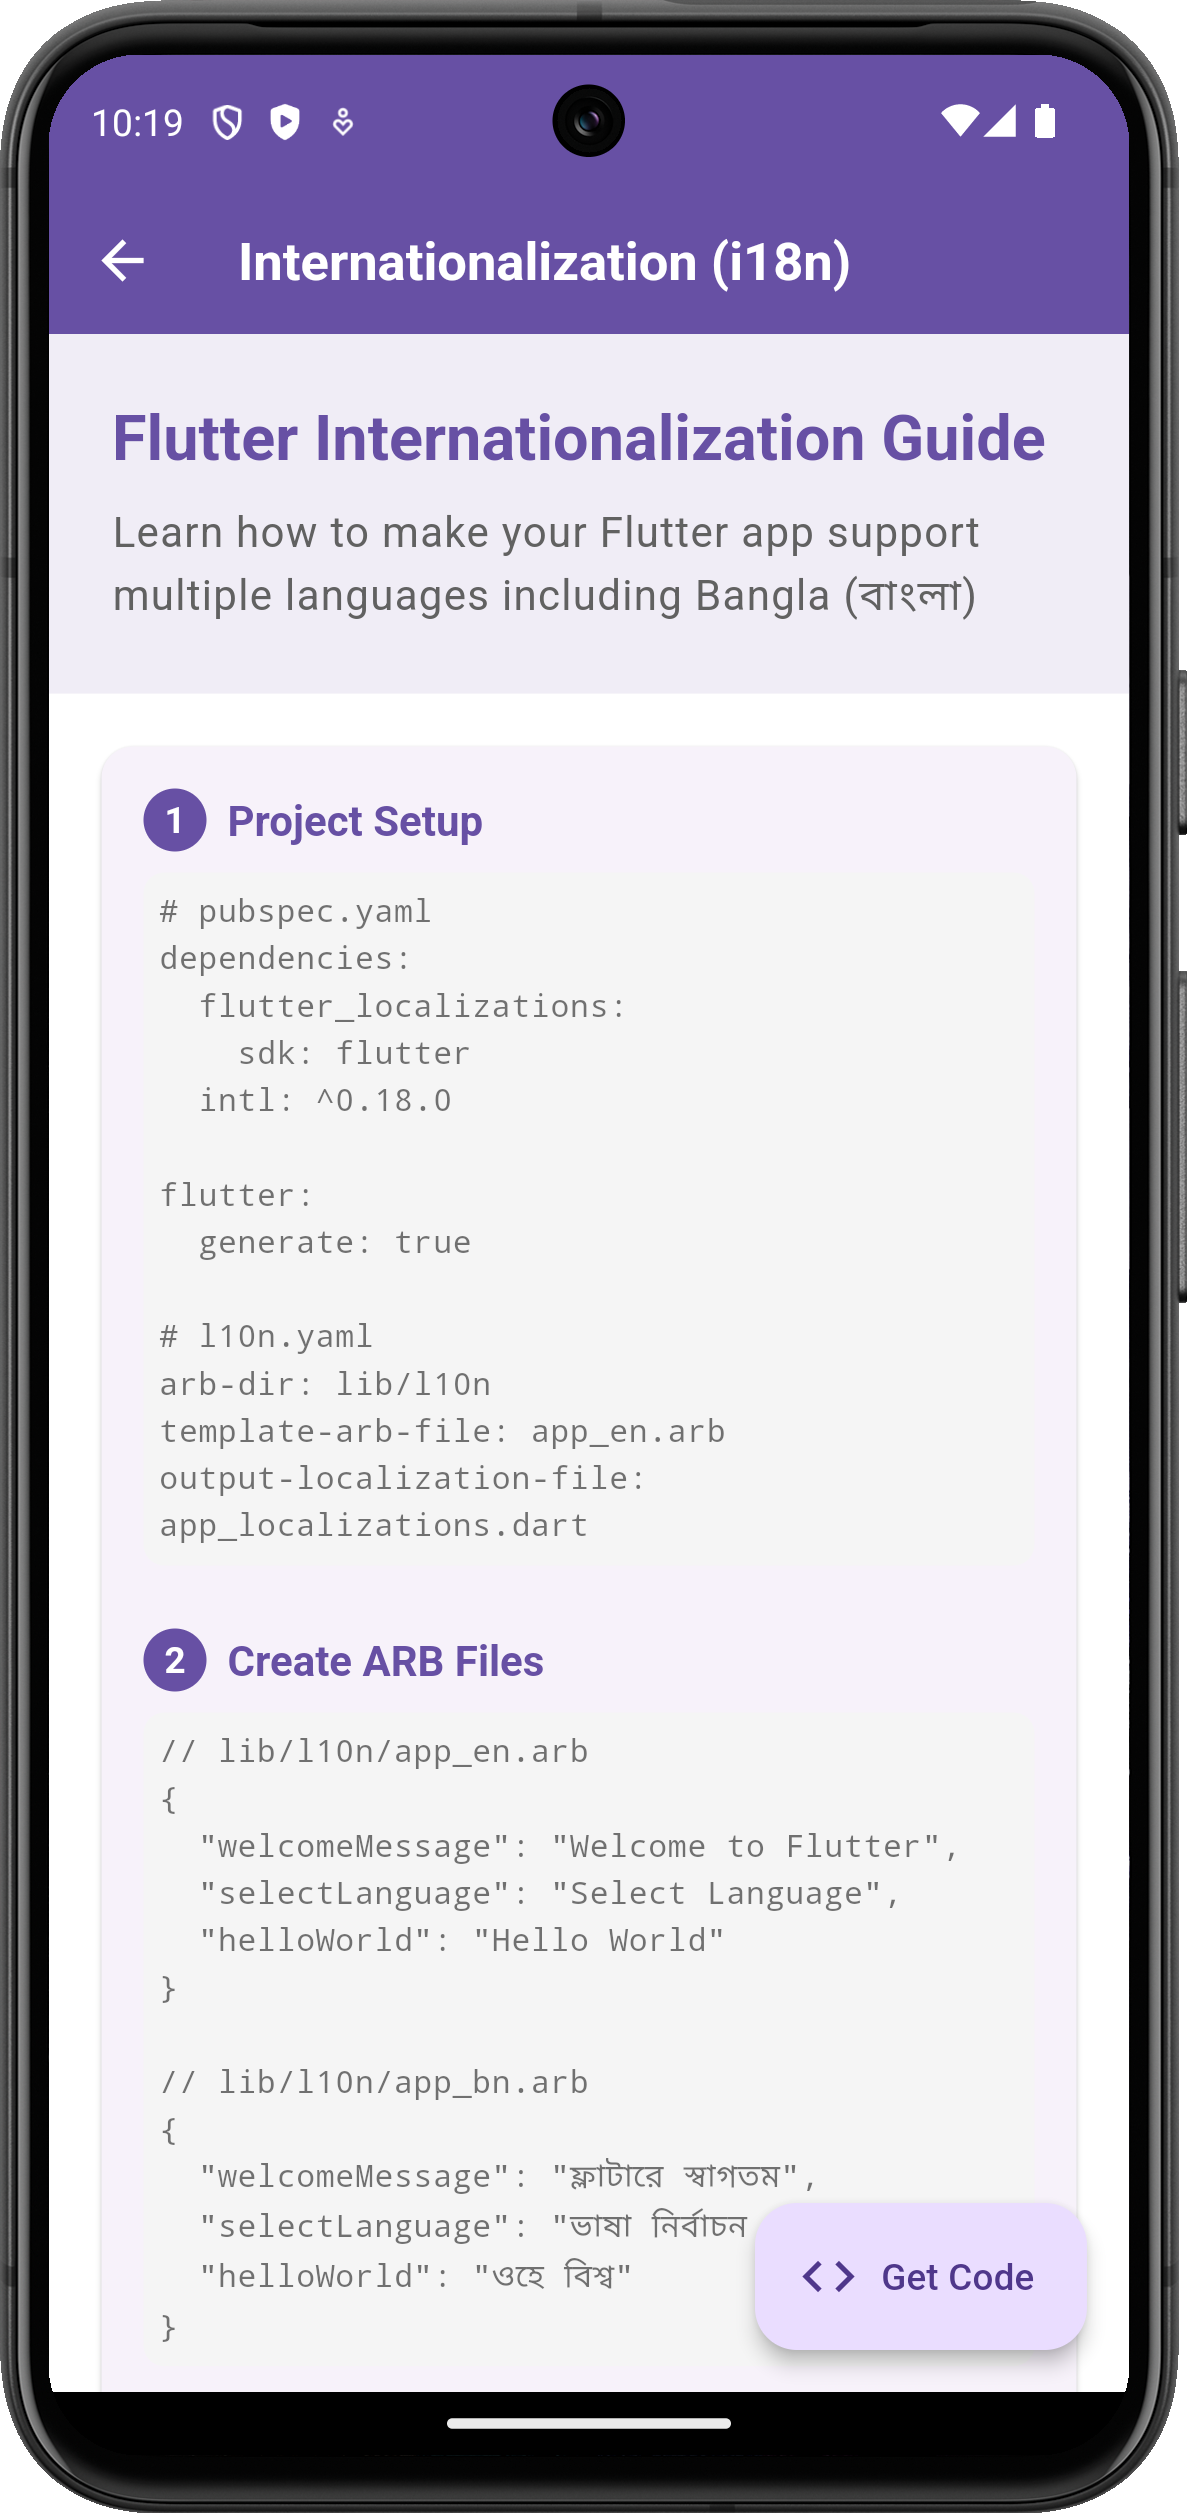 10:19
Internationalization (i18n)
Flutter Internationalization Guide
Learn how to make your Flutter app support
multiple languages including Bangla (বাংলা)
1 Project Setup
# pubspec.yaml
dependencies:
  flutter_localizations:
    sdk: flutter
  intl: ^0.18.0
flutter:
  generate: true
# l10n.yaml
arb-dir: lib/l10n
template-arb-file: app_en.arb
output-localization-file:
app_localizations.dart
2 Create ARB Files
// lib/l10n/app_en.arb
{
  "welcomeMessage": "Welcome to Flutter",
  "selectLanguage": "Select Language",
  "helloWorld": "Hello World"
}
// lib/l10n/app_bn.arb
{
  "welcomeMessage": "ফ্লাটারে স্বাগতম",
  "selectLanguage": "ভাষা নির্বাচন
  "helloWorld": "ওহে বিশ্ব"
}
<> Get Code